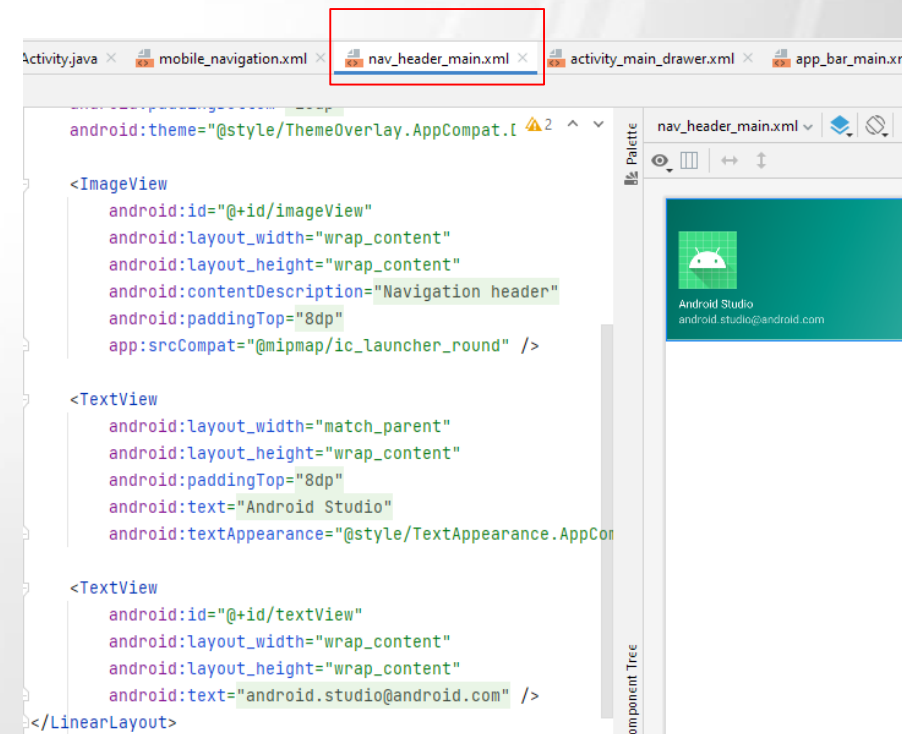 Activity.java mobile_navigation.xml nav_header_main.xml activity_main_drawer.xml app_bar_main.xm
android:theme="@style/ThemeOverlay.AppCompat.D 2
<ImageView
android:id="@+id/imageView"
android:layout_width="wrap_content"
android:layout_height="wrap_content"
android:contentDescription="Navigation header"
android:paddingTop="8dp"
app:srcCompat="@mipmap/ic_launcher_round" />
<TextView
android:layout_width="match_parent"
android:layout_height="wrap_content"
android:paddingTop="8dp"
android:text="Android Studio"
android:textAppearance="@style/TextAppearance.AppCom
<TextView
android:id="@+id/textView"
android:layout_width="wrap_content"
android:layout_height="wrap_content"
android:text="android.studio@android.com" />
</LinearLayout>
Palette
omponent Tree
nav_header_main.xml
Android Studio
android.studio@android.com